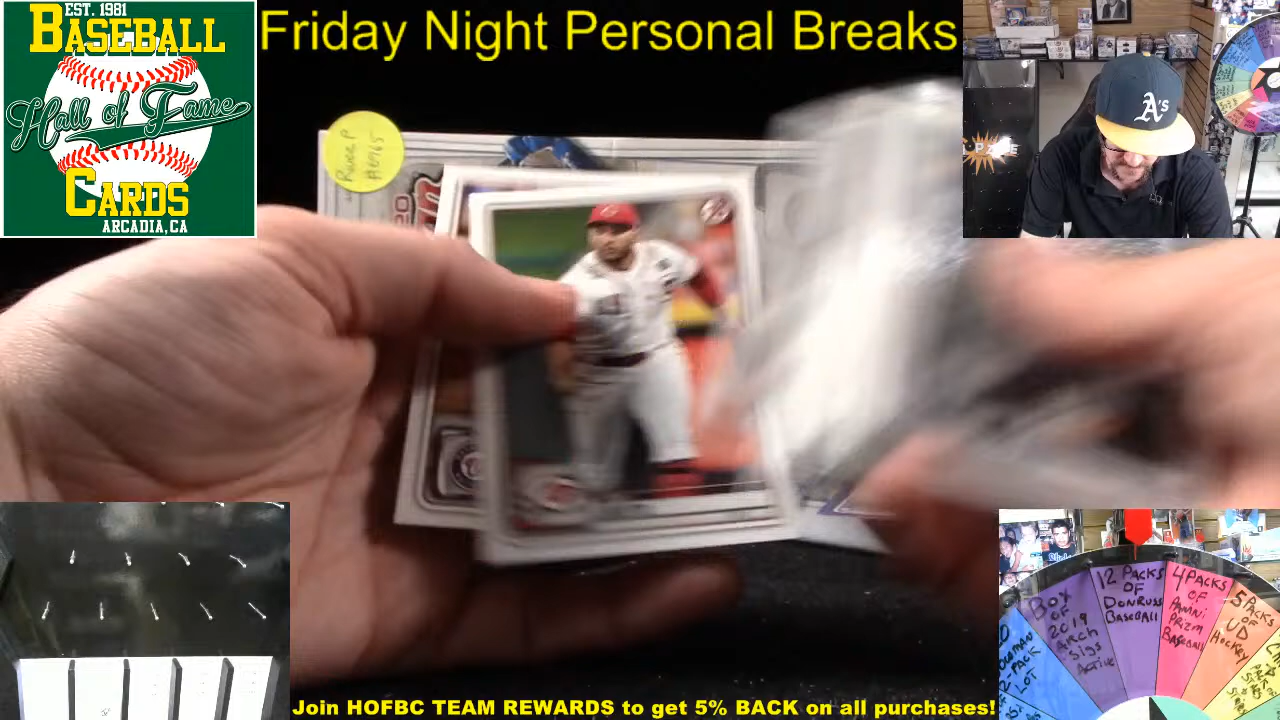 EST. 1981
BASEBALL
Hall of Fame
CARDS
ARCADIA, CA
Friday Night Personal Breaks
A's
20
BOX
OF
2019
ARCH
SIGS
ACTIVE
12 PACKS
OF
DONRUSS
BASEBALL
4 PACKS
OF
PANINI
PRIZM
BASEBALL
5 PACKS
OF
UD
HOCKEY
Join HOFBC TEAM REWARDS to get 5% BACK on all purchases!